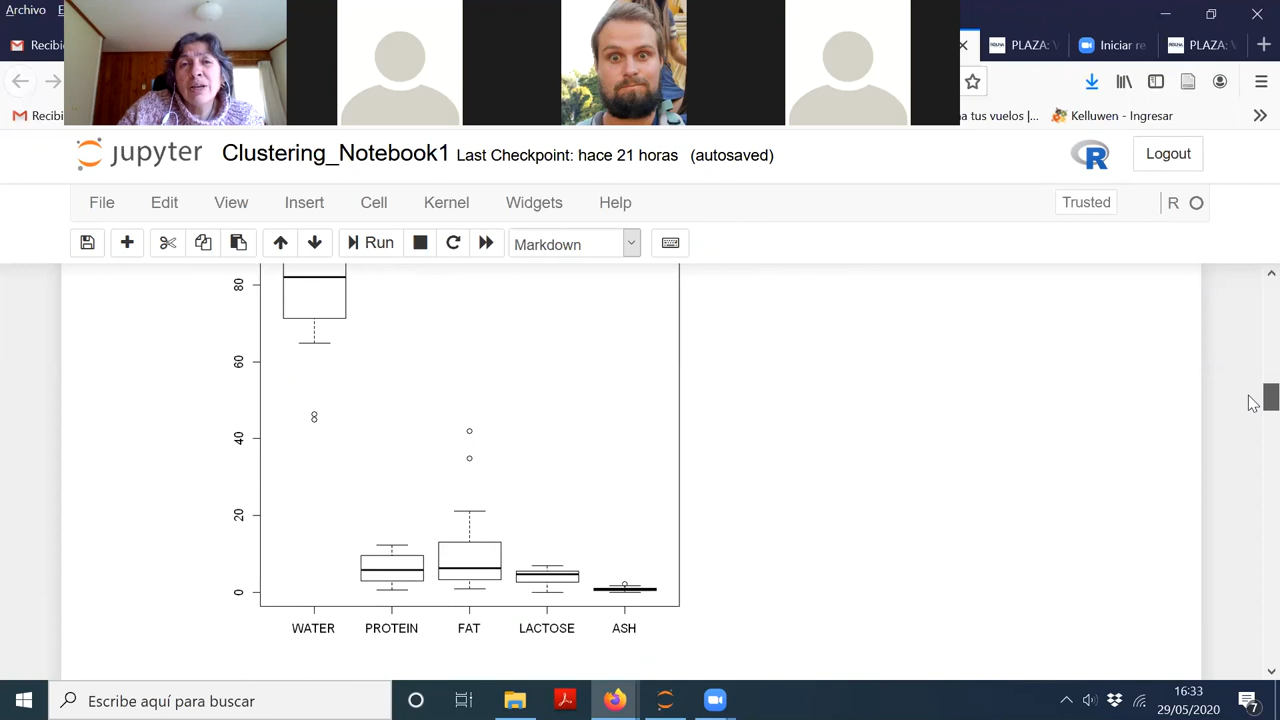 Archivo E
Recibi
PLAZA: \
Iniciar re
PLAZA: \
Recibi
na tus vuelos |...
Kelluwen - Ingresar
jupyter
Clustering_Notebook1
Last Checkpoint: hace 21 horas (autosaved)
R
Logout
File Edit View Insert Cell Kernel Widgets Help
Trusted
R
Run
Markdown
80
60
40
20
0
WATER PROTEIN FAT LACTOSE ASH
Escribe aquí para buscar
16:33
29/05/2020
7